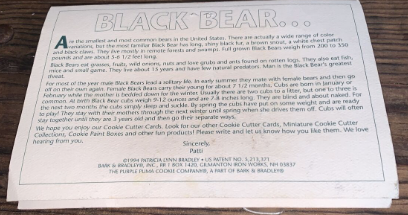 BLACK BEAR...
Are the smallest and most common bears in the United States. There are actually a wide range of color
variations, but the most familiar Black Bear has long, shiny black fur, a brown snout, a white chest patch
and black claws. They live mostly in remote forests and swamps. Full grown Black Bears weigh from 200 to 350
pounds and are about 5-6 1/2 feet long.
Black Bears eat grasses, fruits, wild onions, nuts and love grubs and ants found on rotten logs. They also eat fish,
mice and small game. They live about 15 years and have few natural predators. Man is the Black Bear's greatest
threat.
For most of the year male Black Bears lead a solitary life. In early summer they mate with female bears and then go
off on their own again. Female Black Bears carry their young for about 7 1/2 months. Cubs are born in January or
February while the mother is bedded down for the winter. Usually there are two cubs to a litter, but one to three is
common. At birth Black Bear cubs weigh 9-12 ounces and are 7-8 inches long. They are blind and about naked. For
the next two months the cubs simply sleep and suckle. By spring the cubs have put on some weight and are ready
to play! They stay with their mothers through the next winter until spring when she drives them off. Cubs will often
stay together until they are 3 years old and then go their separate ways.
We hope you enjoy our Cookie Cutter Cards. Look for our other Cookie Cutter Cards, Miniature Cookie Cutter
Collections, Cookie Paint Boxes and other fun products! Please write and let us know how you like them. We love
hearing from you.
Sincerely,
Patti
©1994 PATRICIA LYNN BRADLEY • US PATENT NO. 5,213,371
BARK & BRADLEY, INC., RR 1 BOX 1420, GILMANTON IRON WORKS, NH 03837
THE PURPLE PUMA COOKIE COMPANY®, A PART OF BARK & BRADLEY®